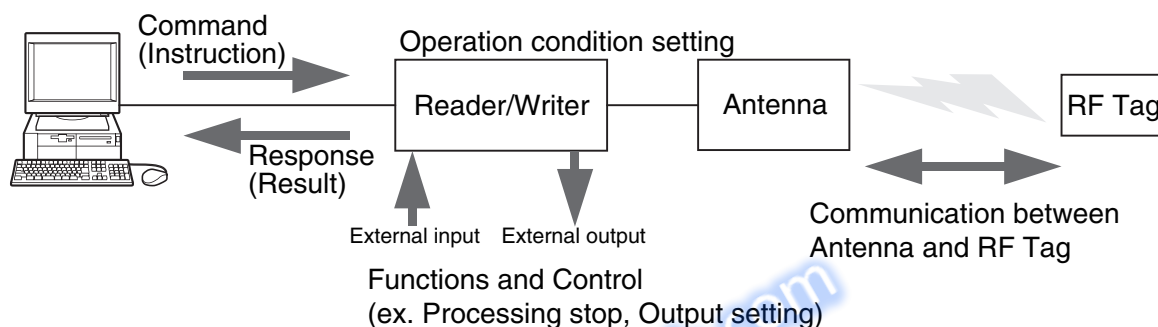 Command
(Instruction)
Operation condition setting
Reader/Writer
Antenna
RF Tag
Response
(Result)
External input
External output
Communication between
Antenna and RF Tag
Functions and Control
(ex. Processing stop, Output setting)
com